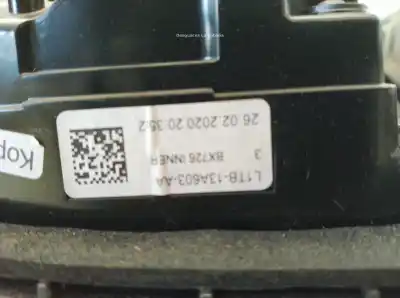 L1TB-13A603-AA
BX726 INNER
3
26.02.2020 20:35:2
Kop